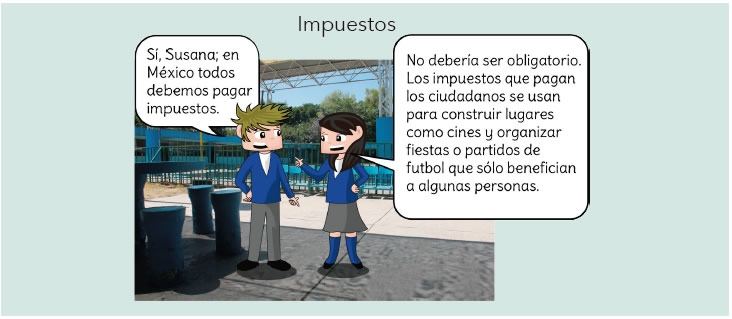 Impuestos
Sí, Susana; en
México todos
debemos pagar
impuestos.
No debería ser obligatorio.
Los impuestos que pagan
los ciudadanos se usan
para construir lugares
como cines y organizar
fiestas o partidos de
futbol que sólo benefician
a algunas personas.